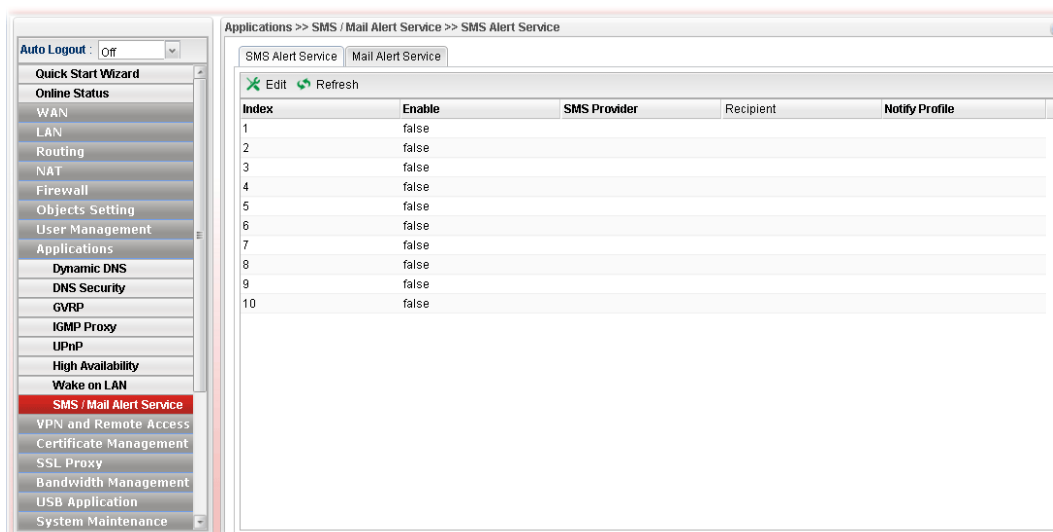 Applications >> SMS / Mail Alert Service >> SMS Alert Service
Auto Logout : Off
Quick Start Wizard
Online Status
WAN
LAN
Routing
NAT
Firewall
Objects Setting
User Management
Applications
Dynamic DNS
DNS Security
GVRP
IGMP Proxy
UPnP
High Availability
Wake on LAN
SMS / Mail Alert Service
VPN and Remote Access
Certificate Management
SSL Proxy
Bandwidth Management
USB Application
System Maintenance
SMS Alert Service Mail Alert Service
Edit Refresh
Index Enable SMS Provider Recipient Notify Profile
1 false
2 false
3 false
4 false
5 false
6 false
7 false
8 false
9 false
10 false